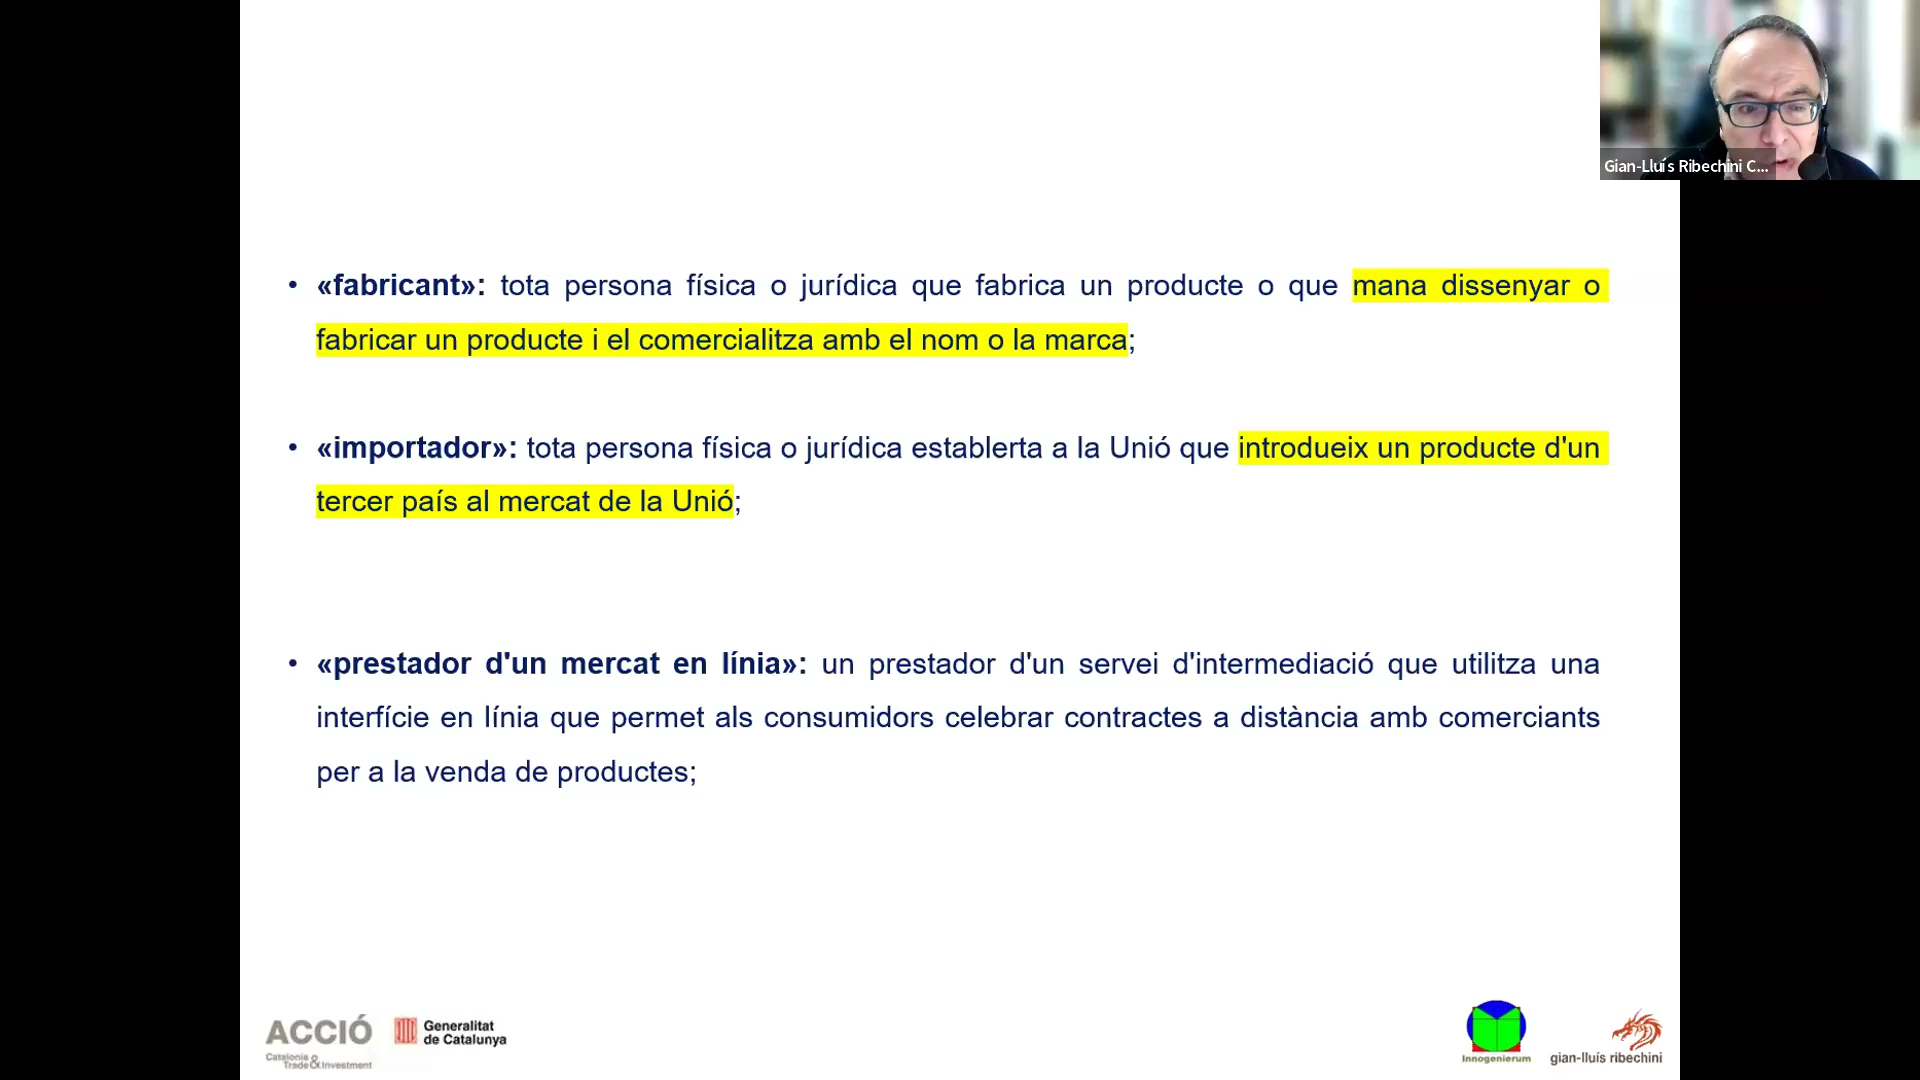 Gian-Lluís Ribechini C...
• «fabricant»: tota persona física o jurídica que fabrica un producte o que mana dissenyar o
fabricar un producte i el comercialitza amb el nom o la marca;
• «importador»: tota persona física o jurídica establerta a la Unió que introdueix un producte d'un
tercer país al mercat de la Unió;
• «prestador d'un mercat en línia»: un prestador d'un servei d'intermediació que utilitza una
interfície en línia que permet als consumidors celebrar contractes a distància amb comerciants
per a la venda de productes;
ACCIÓ
Catalonia
Trade & Investment
Generalitat
de Catalunya
Innogenierum
gian-lluís ribechini